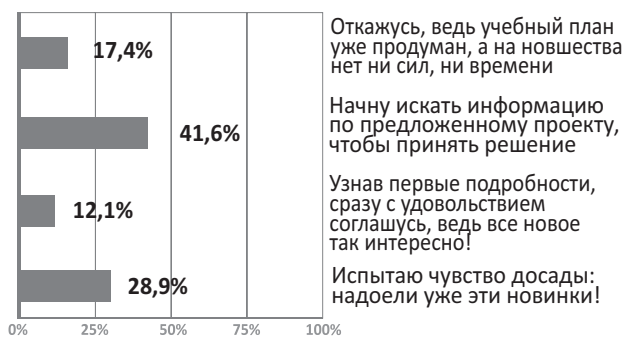 17,4%
Откажусь, ведь учебный план
уже продуман, а на новшества
нет ни сил, ни времени
41,6%
Начну искать информацию
по предложенному проекту,
чтобы принять решение
12,1%
Узнав первые подробности,
сразу с удовольствием
соглашусь, ведь все новое
так интересно!
28,9%
Испытаю чувство досады:
надоели уже эти новинки!
0% 25% 50% 75% 100%